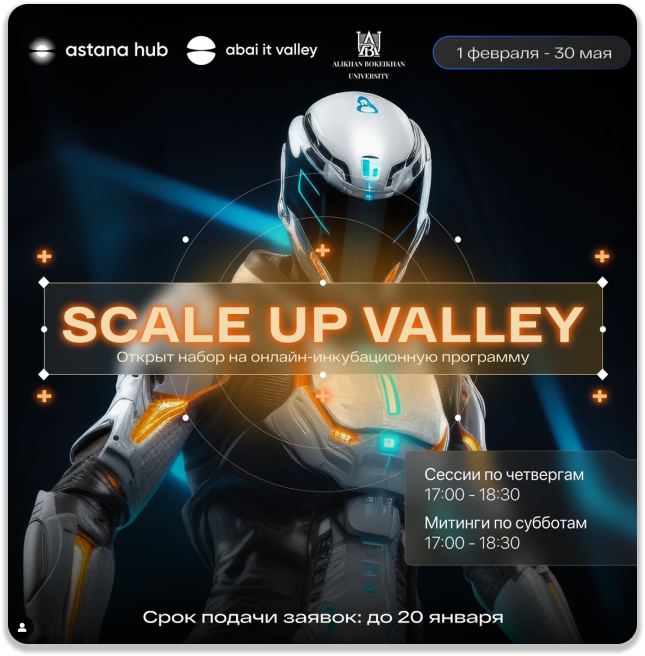 astana hub
abai it valley
ALIKHAN BOKEIKHAN
UNIVERSITY
1 февраля - 30 мая
SCALE UP VALLEY
Открыт набор на онлайн-инкубационную программу
Сессии по четвергам
17:00 - 18:30
Митинги по субботам
17:00 - 18:30
Срок подачи заявок: до 20 января